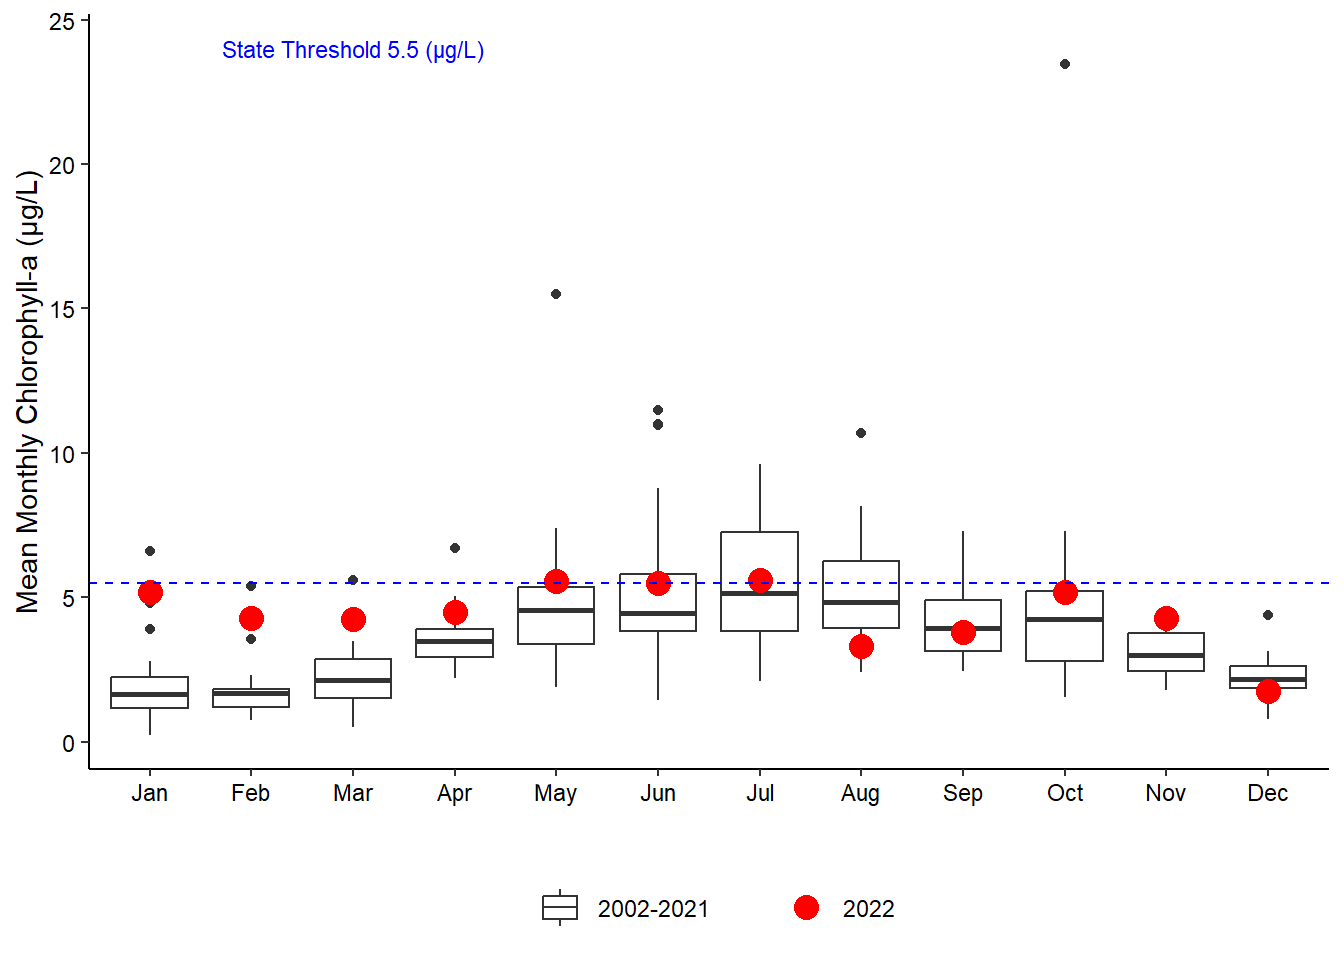 State Threshold 5.5 (µg/L)
Mean Monthly Chlorophyll-a (µg/L)
25
20
15
10
5
0
Jan Feb Mar Apr May Jun Jul Aug Sep Oct Nov Dec
2002-2021 2022